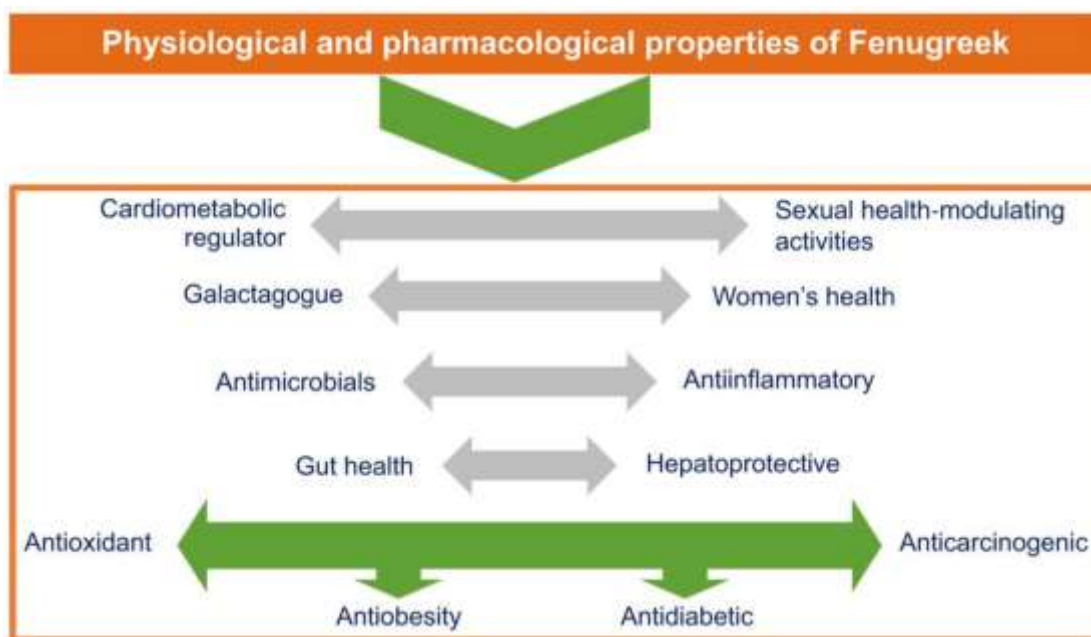 Physiological and pharmacological properties of Fenugreek
Cardiometabolic
regulator
Sexual health-modulating
activities
Galactagogue
Women's health
Antimicrobials
Antiinflammatory
Gut health
Hepatoprotective
Antioxidant
Anticarcinogenic
Antiobesity
Antidiabetic